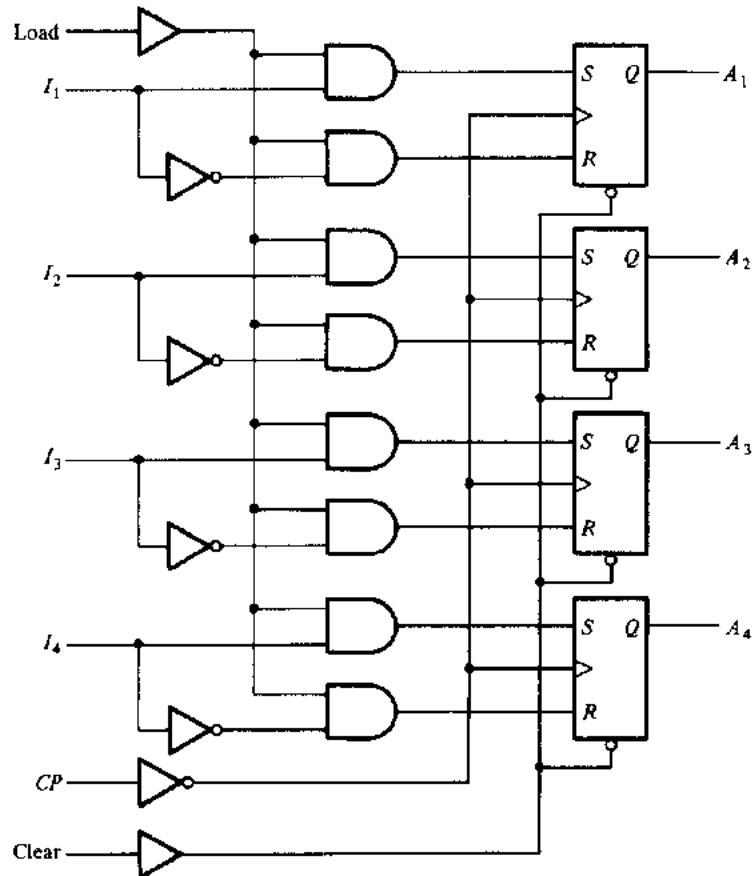 Load
I1
S Q A1
R
I2
S Q A2
R
I3
S Q A3
R
I4
S Q A4
R
CP
Clear